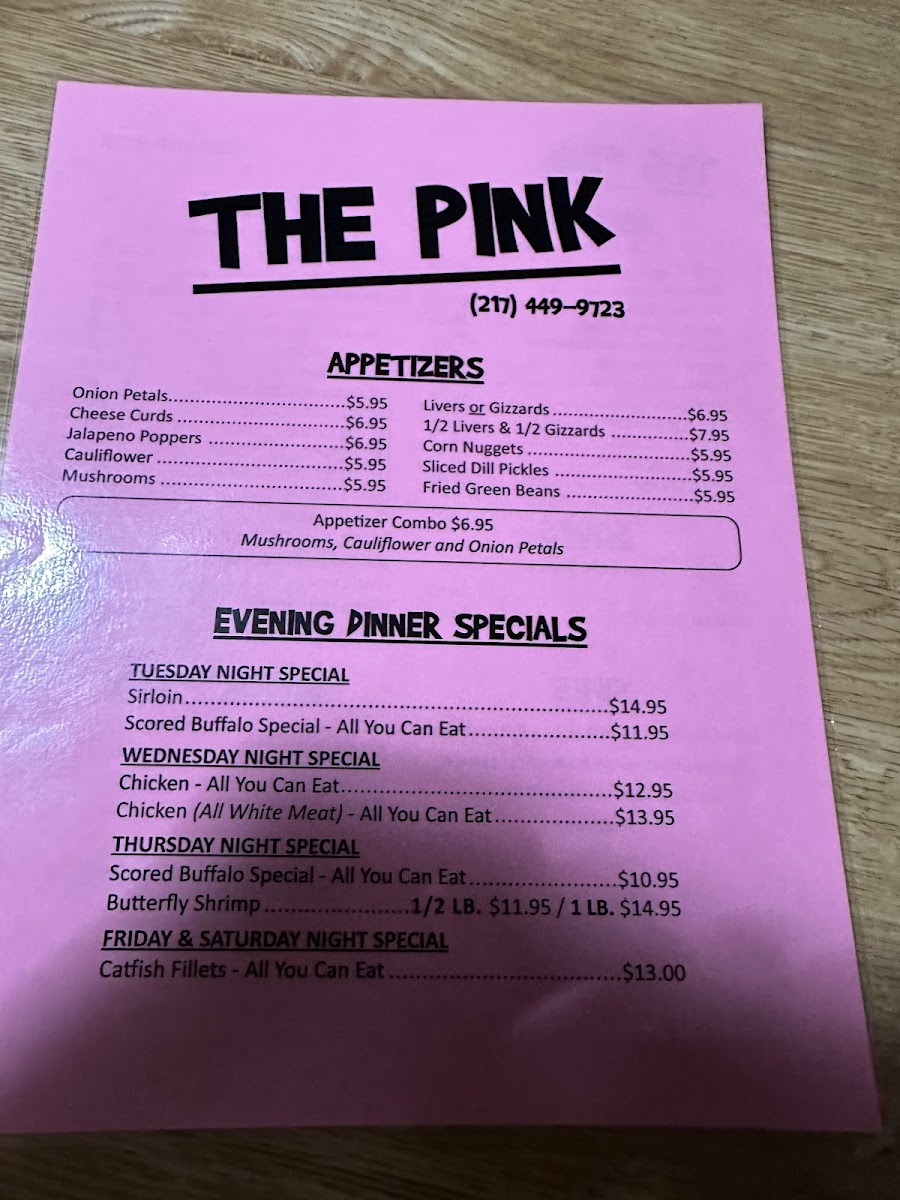 THE PINK
(217) 449-9723
APPETIZERS
Onion Petals..............................$5.95
Cheese Curds ............................$6.95
Jalapeno Poppers .......................$6.95
Cauliflower ...............................$5.95
Mushrooms ...............................$5.95
Livers or Gizzards .......................$6.95
1/2 Livers & 1/2 Gizzards .............$7.95
Corn Nuggets ............................$5.95
Sliced Dill Pickles .......................$5.95
Fried Green Beans .....................$5.95
Appetizer Combo $6.95
Mushrooms, Cauliflower and Onion Petals
EVENING DINNER SPECIALS
TUESDAY NIGHT SPECIAL
Sirloin......................................................................$14.95
Scored Buffalo Special - All You Can Eat.......................$11.95
WEDNESDAY NIGHT SPECIAL
Chicken - All You Can Eat............................................$12.95
Chicken (All White Meat) - All You Can Eat...................$13.95
THURSDAY NIGHT SPECIAL
Scored Buffalo Special - All You Can Eat.......................$10.95
Butterfly Shrimp ......................1/2 LB. $11.95 / 1 LB. $14.95
FRIDAY & SATURDAY NIGHT SPECIAL
Catfish Fillets - All You Can Eat ...................................$13.00